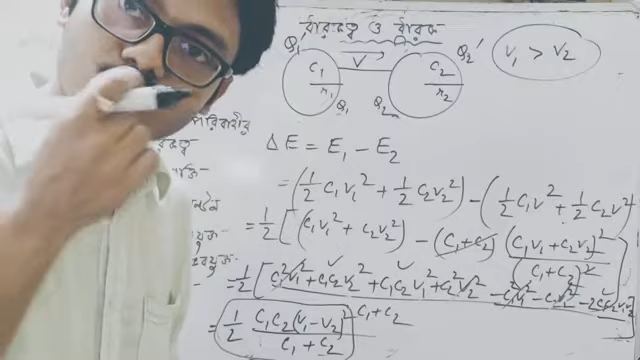 ধারকত্ব ও ধারক
Q₁' V Q₂' V₁ > V₂
C₁ C₂
r₁ r₂
Q₁ Q₂
পরিবাহীর
ΔE = E₁ - E₂
= (½ C₁V₁² + ½ C₂V₂²) - (½ C₁V² + ½ C₂V²)
= ½ [(C₁V₁² + C₂V₂²) - (C₁+C₂) (C₁V₁ + C₂V₂)² / (C₁+C₂)²]
= ½ [C₁²V₁² + C₁C₂V₂² + C₁C₂V₁² + C₂²V₂² - C₁²V₁² - C₂²V₂² - 2C₁C₂V₁V₂ / C₁+C₂
= ½ C₁C₂(V₁-V₂)² / C₁+C₂